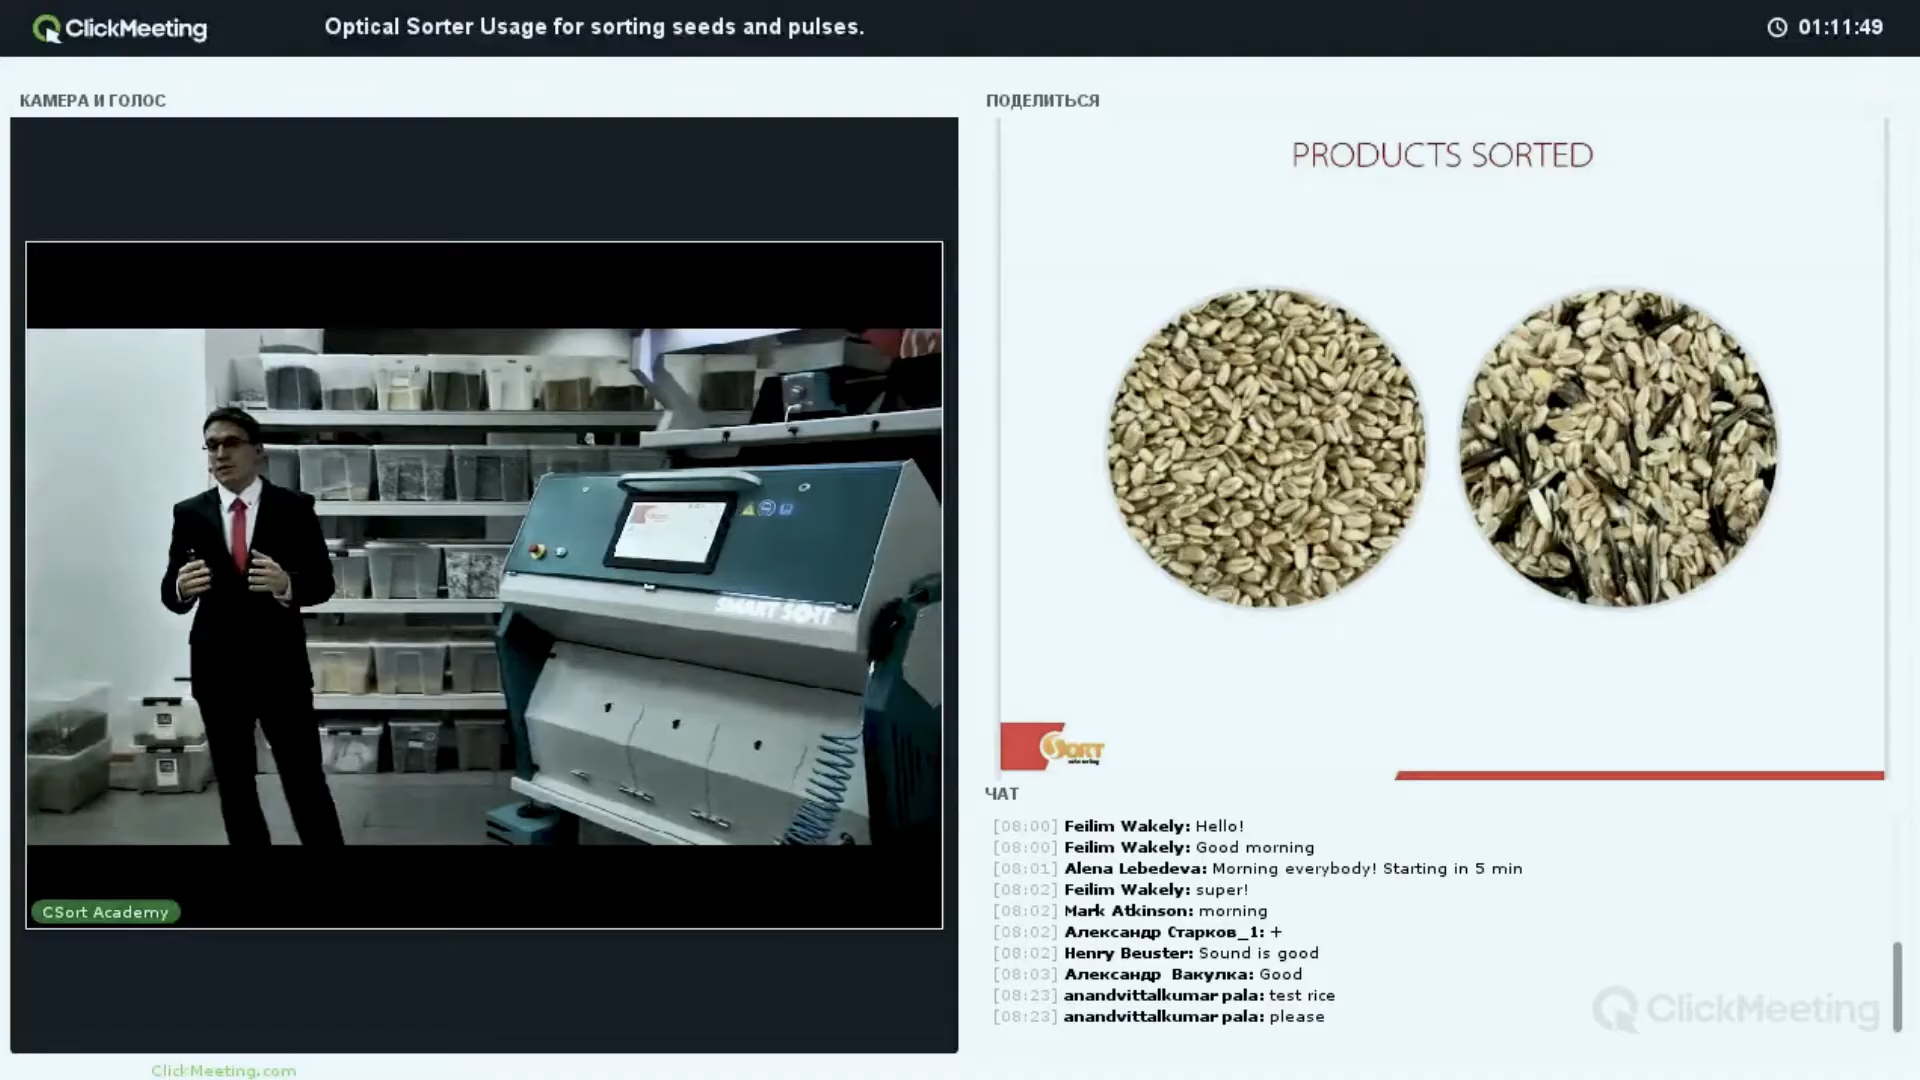 ClickMeeting
Optical Sorter Usage for sorting seeds and pulses.
01:11:49
КАМЕРА И ГОЛОС
ПОДЕЛИТЬСЯ
PRODUCTS SORTED
SMART SORT
CSort Academy
SORT
ЧАТ
[08:00] Feilim Wakely: Hello!
[08:00] Feilim Wakely: Good morning
[08:01] Alena Lebedeva: Morning everybody! Starting in 5 min
[08:02] Feilim Wakely: super!
[08:02] Mark Atkinson: morning
[08:02] Александр Старков_1: +
[08:02] Henry Beuster: Sound is good
[08:03] Александр Вакулка: Good
[08:23] anandvittalkumar pala: test rice
[08:23] anandvittalkumar pala: please
ClickMeeting
ClickMeeting.com